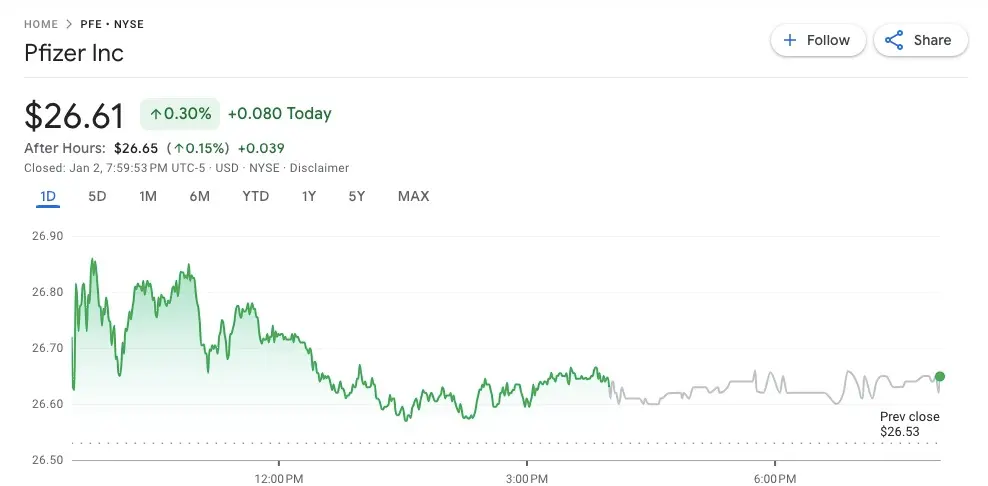 HOME > PFE • NYSE
Pfizer Inc
+ Follow
Share
$26.61 ↑0.30% +0.080 Today
After Hours: $26.65 (↑0.15%) +0.039
Closed: Jan 2, 7:59:53 PM UTC-5 · USD · NYSE · Disclaimer
1D 5D 1M 6M YTD 1Y 5Y MAX
26.90
26.80
26.70
26.60
26.50
Prev close
$26.53
12:00 PM 3:00 PM 6:00 PM